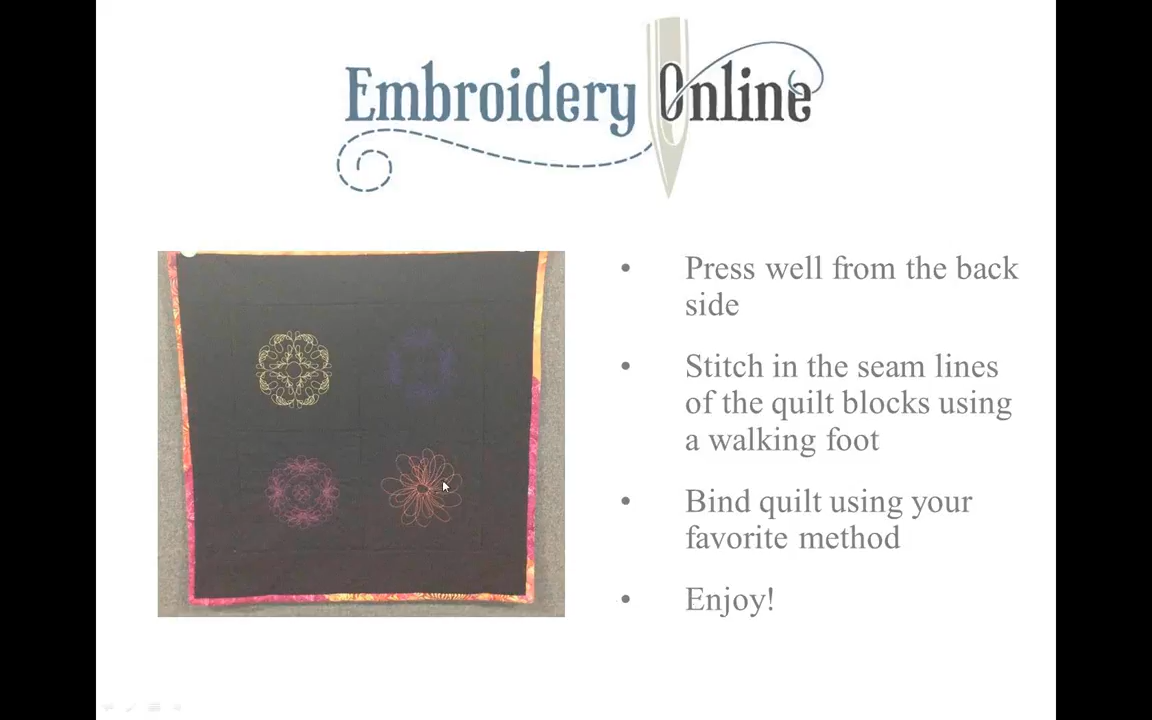 Embroidery Online
• Press well from the back
side
• Stitch in the seam lines
of the quilt blocks using
a walking foot
• Bind quilt using your
favorite method
• Enjoy!